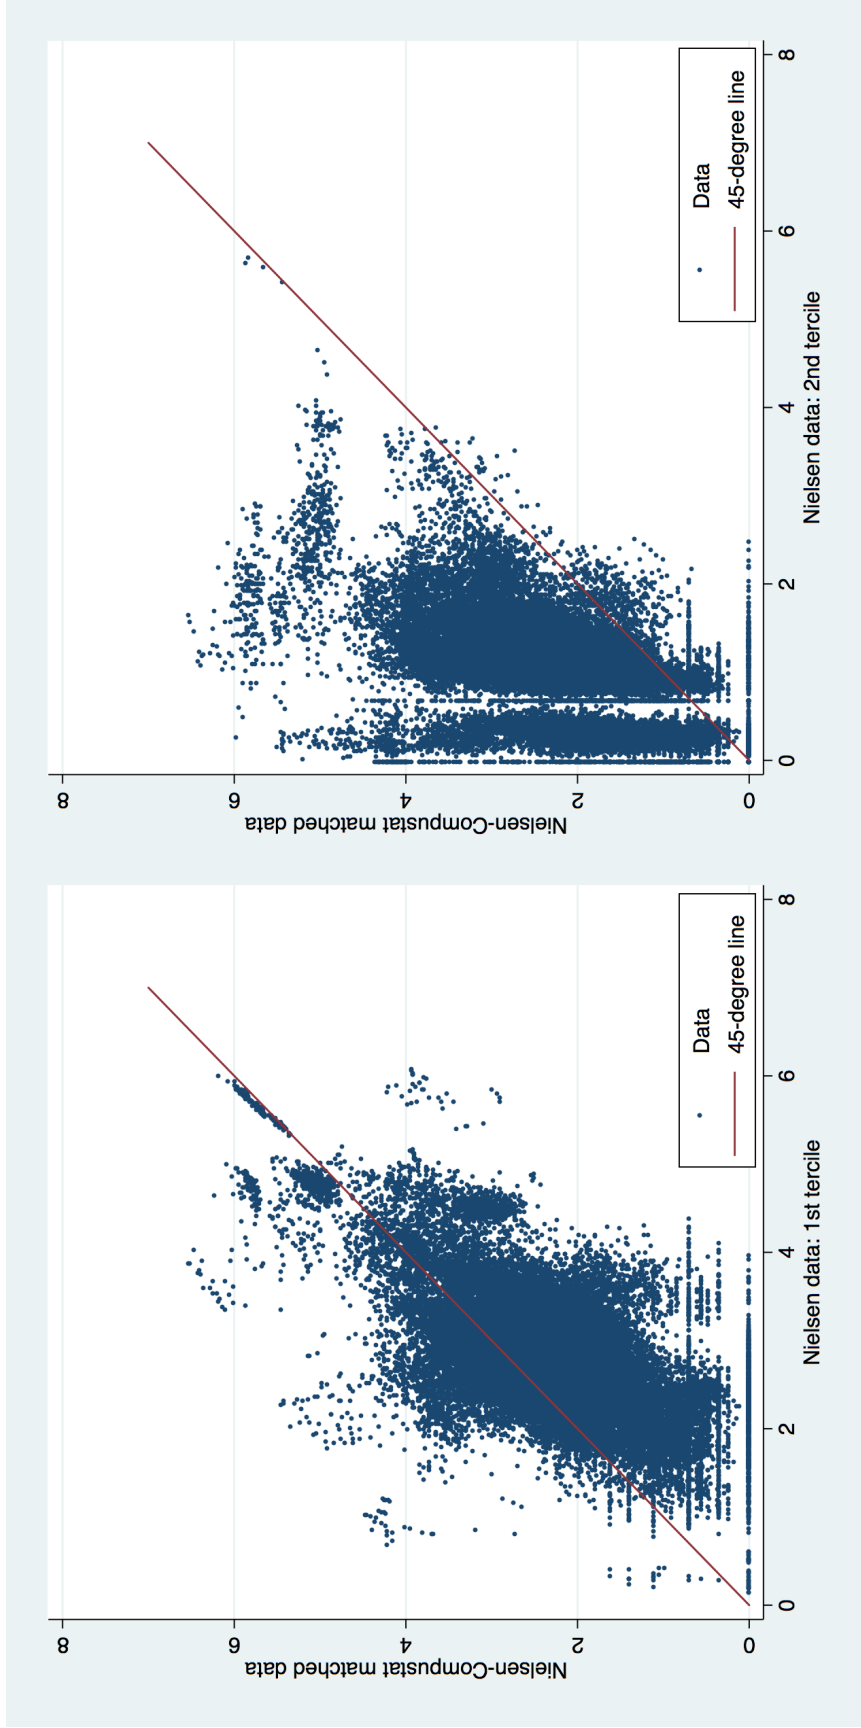 8
6
4
2
0
Nielsen-Compustat matched data
0
2
4
6
8
Nielsen data: 1st tercile
Data
45-degree line
8
6
4
2
0
Nielsen-Compustat matched data
0
2
4
6
8
Nielsen data: 2nd tercile
Data
45-degree line